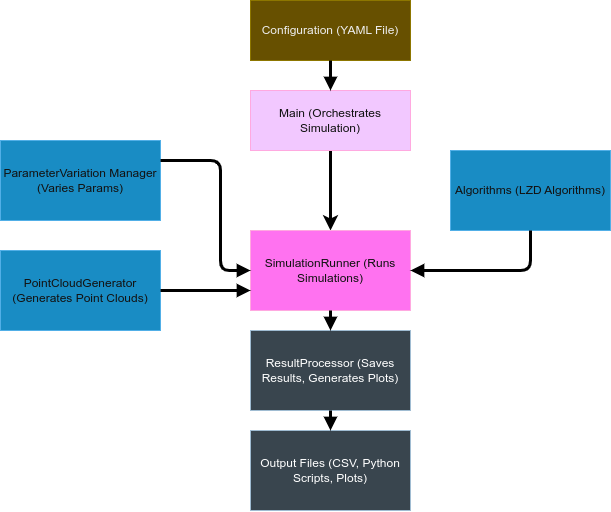 Configuration (YAML File)
Main (Orchestrates
Simulation)
ParameterVariation Manager
(Varies Params)
Algorithms (LZD Algorithms)
PointCloudGenerator
(Generates Point Clouds)
SimulationRunner (Runs
Simulations)
ResultProcessor (Saves
Results, Generates Plots)
Output Files (CSV, Python
Scripts, Plots)